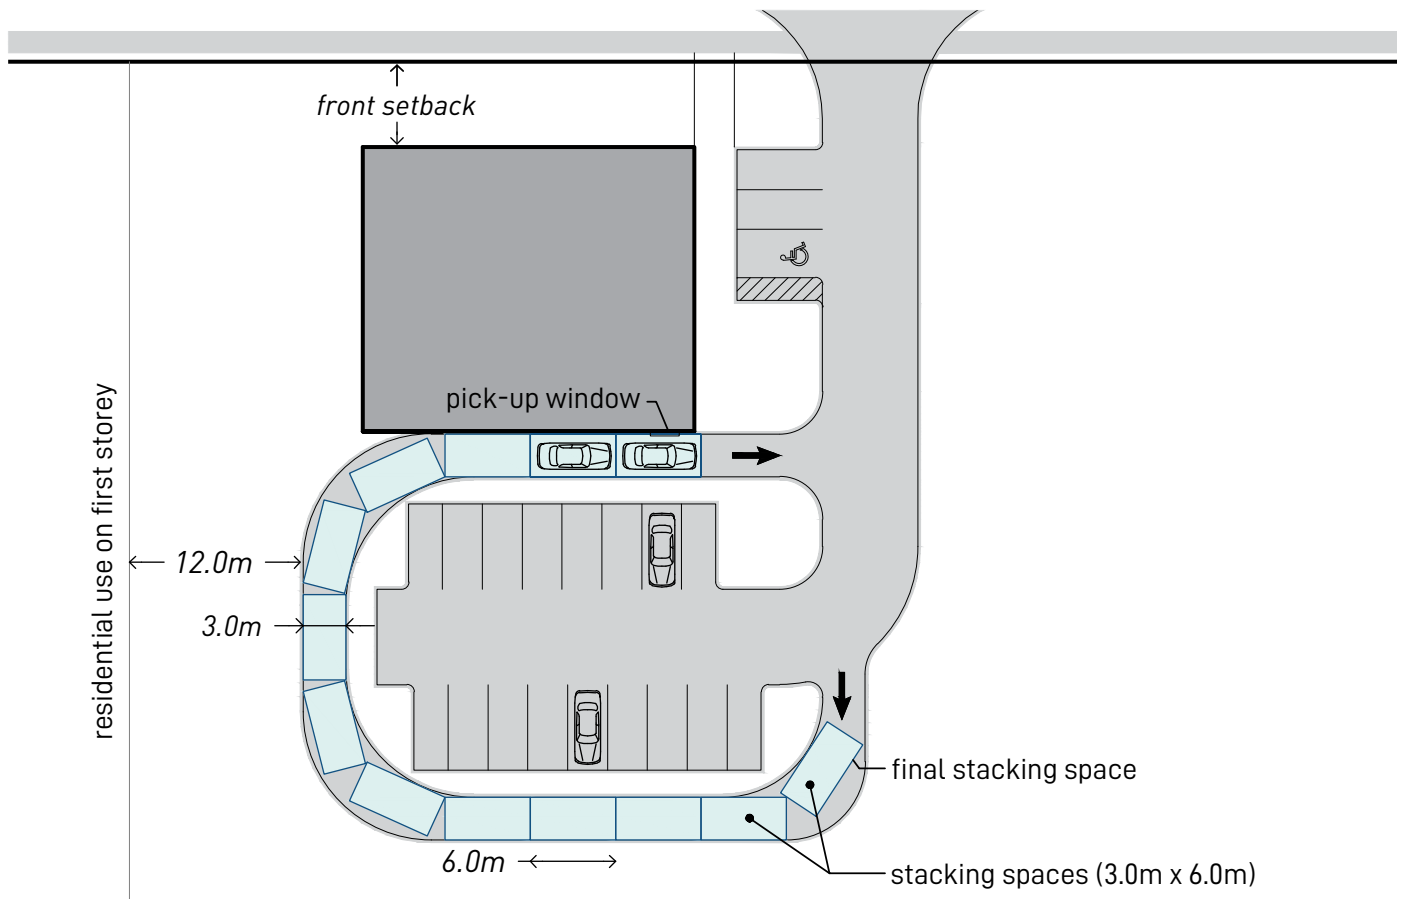 front setback
pick-up window
residential use on first storey
12.0m
3.0m
final stacking space
6.0m
stacking spaces (3.0m x 6.0m)